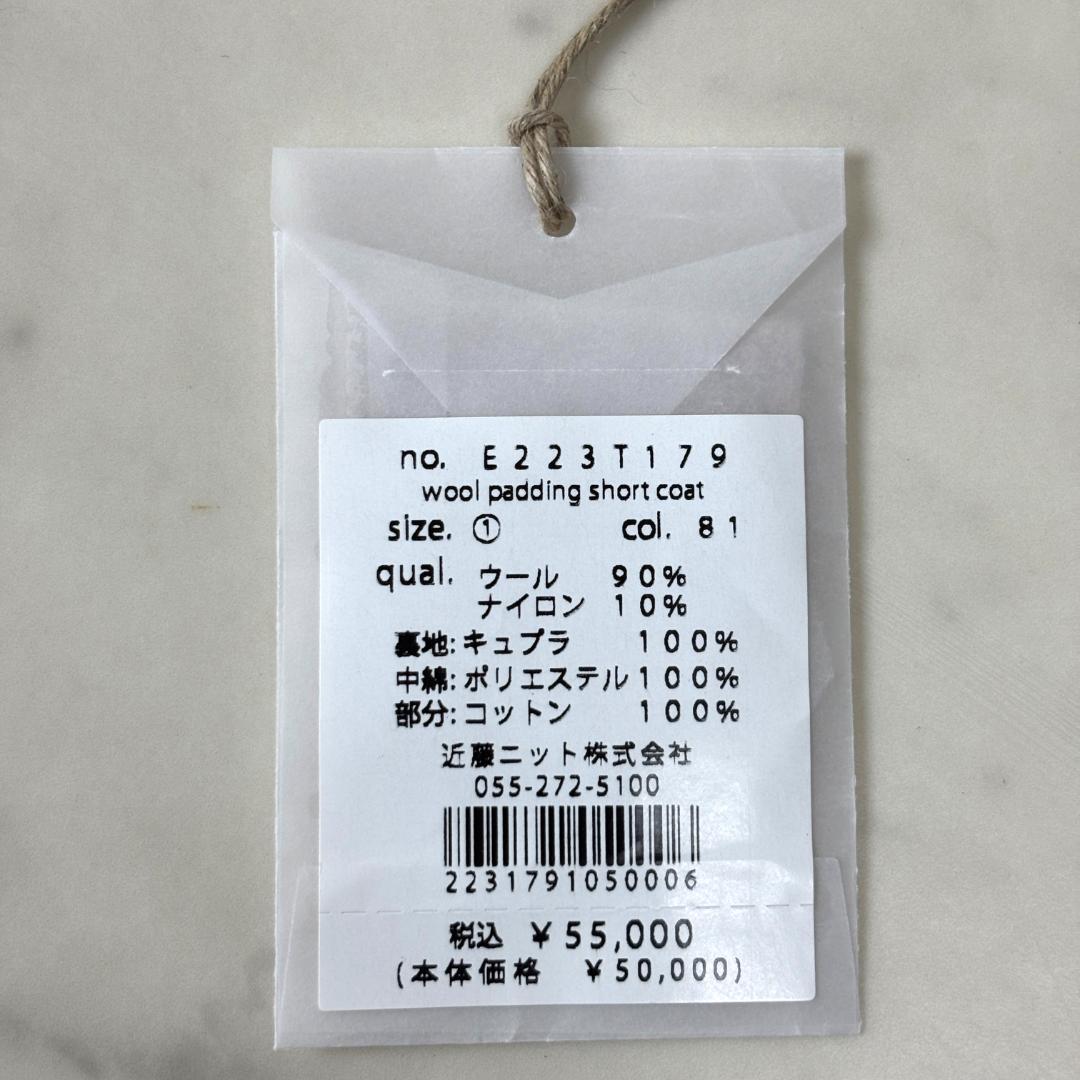 no. E223T179
wool padding short coat
size. ① col. 81
qual. ウール 90%
ナイロン 10%
裏地:キュプラ 100%
中綿:ポリエステル100%
部分:コットン 100%
近藤ニット株式会社
055-272-5100
2231791050006
税込 ¥55,000
(本体価格 ¥50,000)